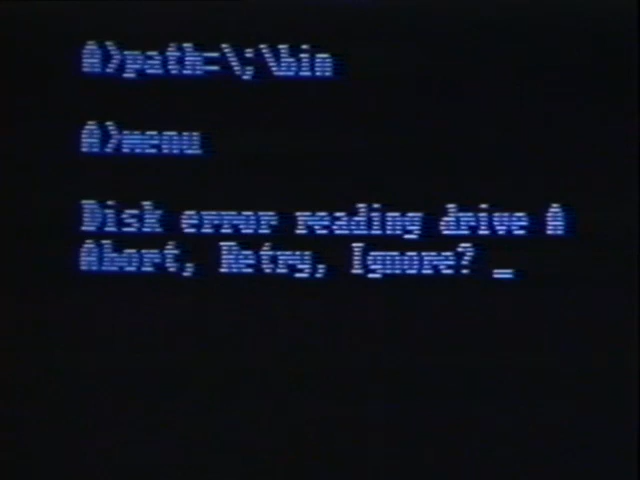 A>path=\;\bin
A>menu
Disk error reading drive A
Abort, Retry, Ignore? _